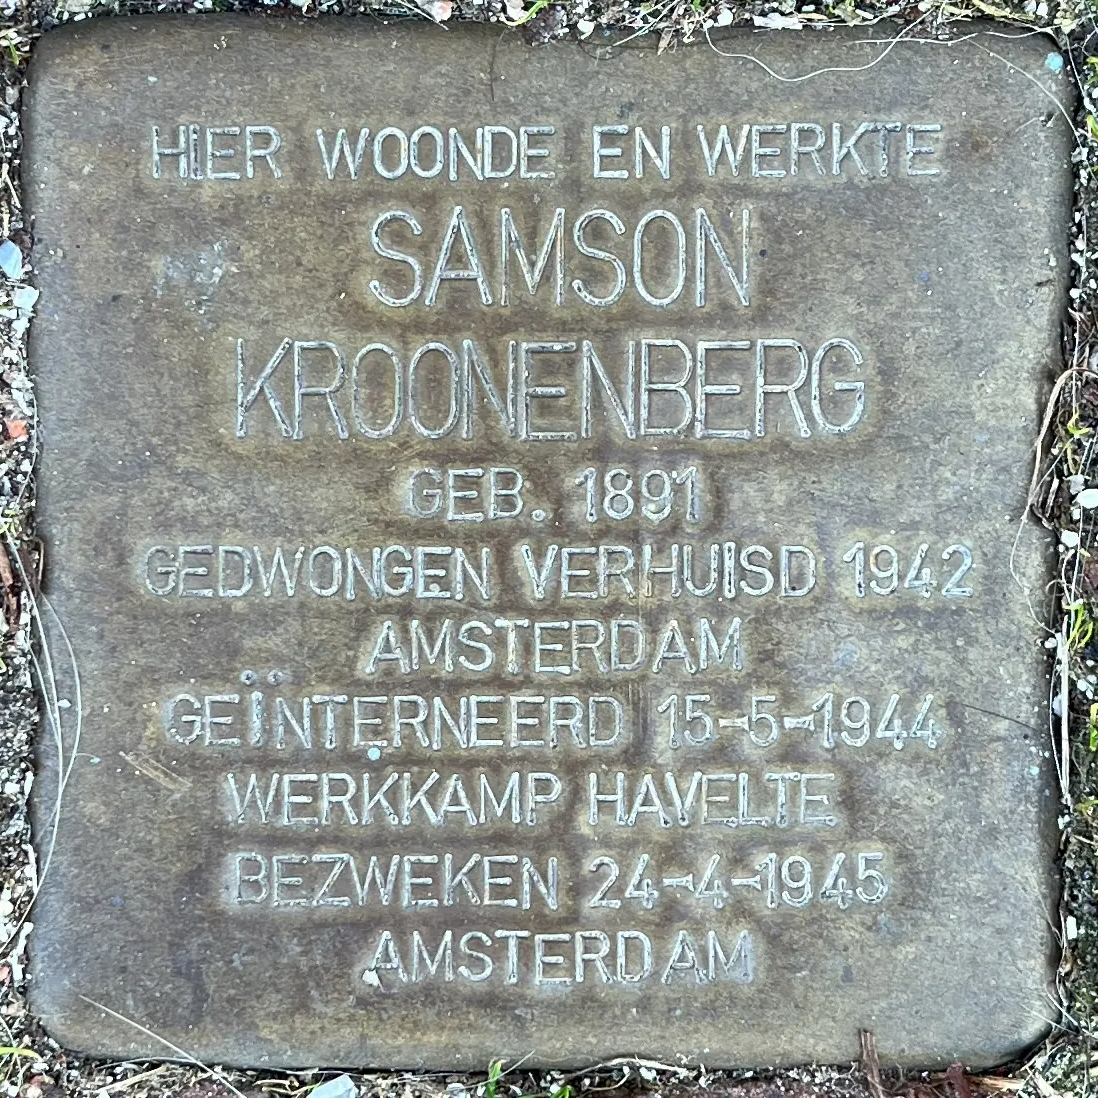 HIER WOONDE EN WERKTE
SAMSON
KROONENBERG
GEB. 1891
GEDWONGEN VERHUISD 1942
AMSTERDAM
GEÏNTERNEERD 15-5-1944
WERKKAMP HAVELTE
BEZWEKEN 24-4-1945
AMSTERDAM